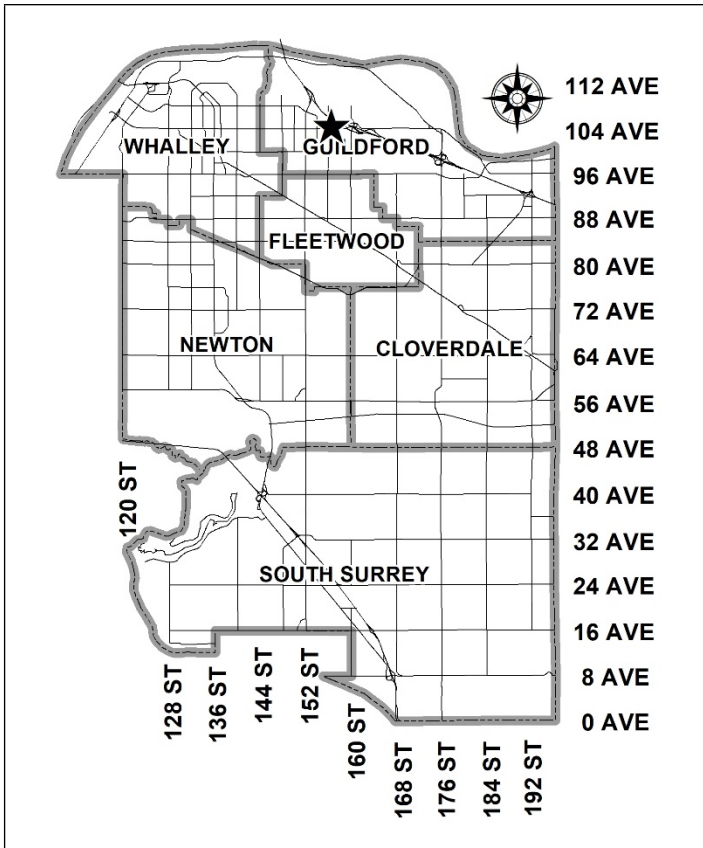 112 AVE
104 AVE
WHALLEY
GUILDFORD
96 AVE
88 AVE
FLEETWOOD
80 AVE
72 AVE
NEWTON
CLOVERDALE
64 AVE
56 AVE
48 AVE
120 ST
40 AVE
32 AVE
SOUTH SURREY
24 AVE
16 AVE
8 AVE
0 AVE
128 ST
136 ST
144 ST
152 ST
160 ST
168 ST
176 ST
184 ST
192 ST